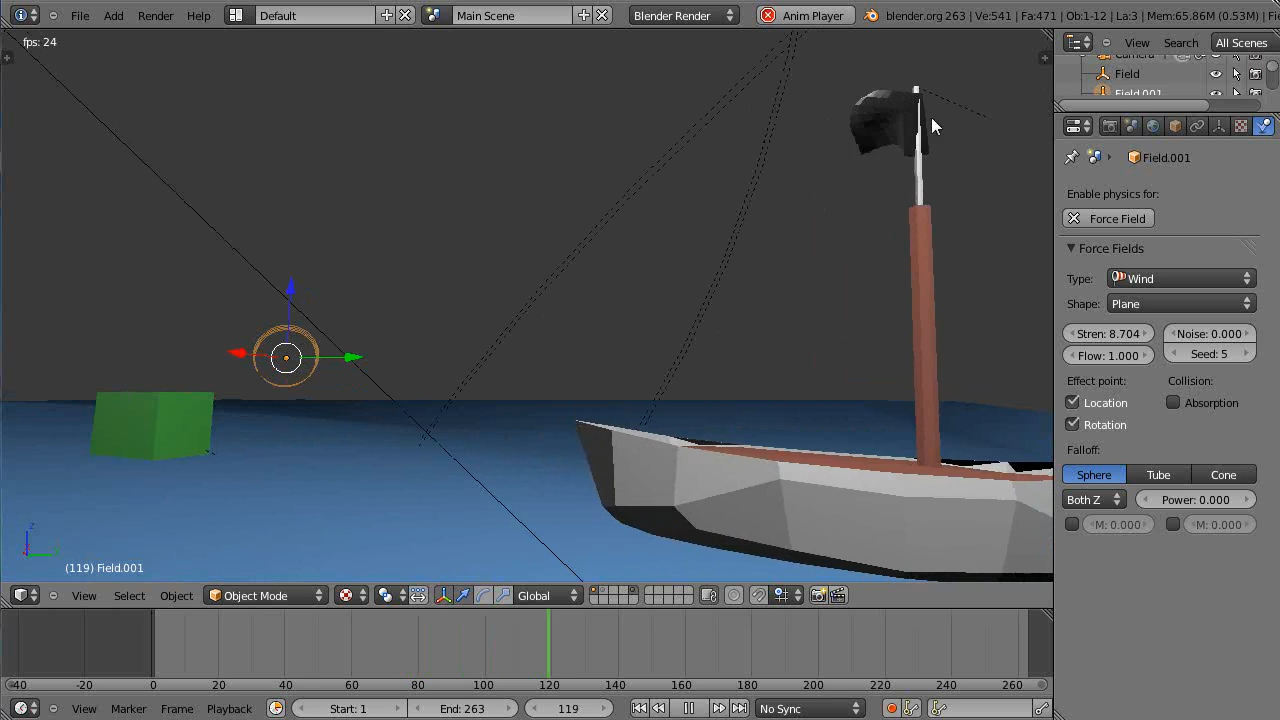 File Add Render Help Default Main Scene Blender Render Anim Player blender.org 263 | Ve:541 | Fa:471 | Ob:1-12 | La:3 | Mem:65.86M (0.53M) |
fps: 24
View Search All Scenes
Camera
Field
Field.001
Field.001
Enable physics for:
Force Field
Force Fields
Type: Wind
Shape: Plane
Stren: 8.704 Noise: 0.000
Flow: 1.000 Seed: 5
Effect point: Collision:
Location Absorption
Rotation
Falloff:
Sphere Tube Cone
Both Z Power: 0.000
M: 0.000 M: 0.000
z
(119) Field.001
View Select Object Object Mode Global
-40 -20 0 20 40 60 80 100 120 140 160 180 200 220 240 260
View Marker Frame Playback Start: 1 End: 263 119 No Sync